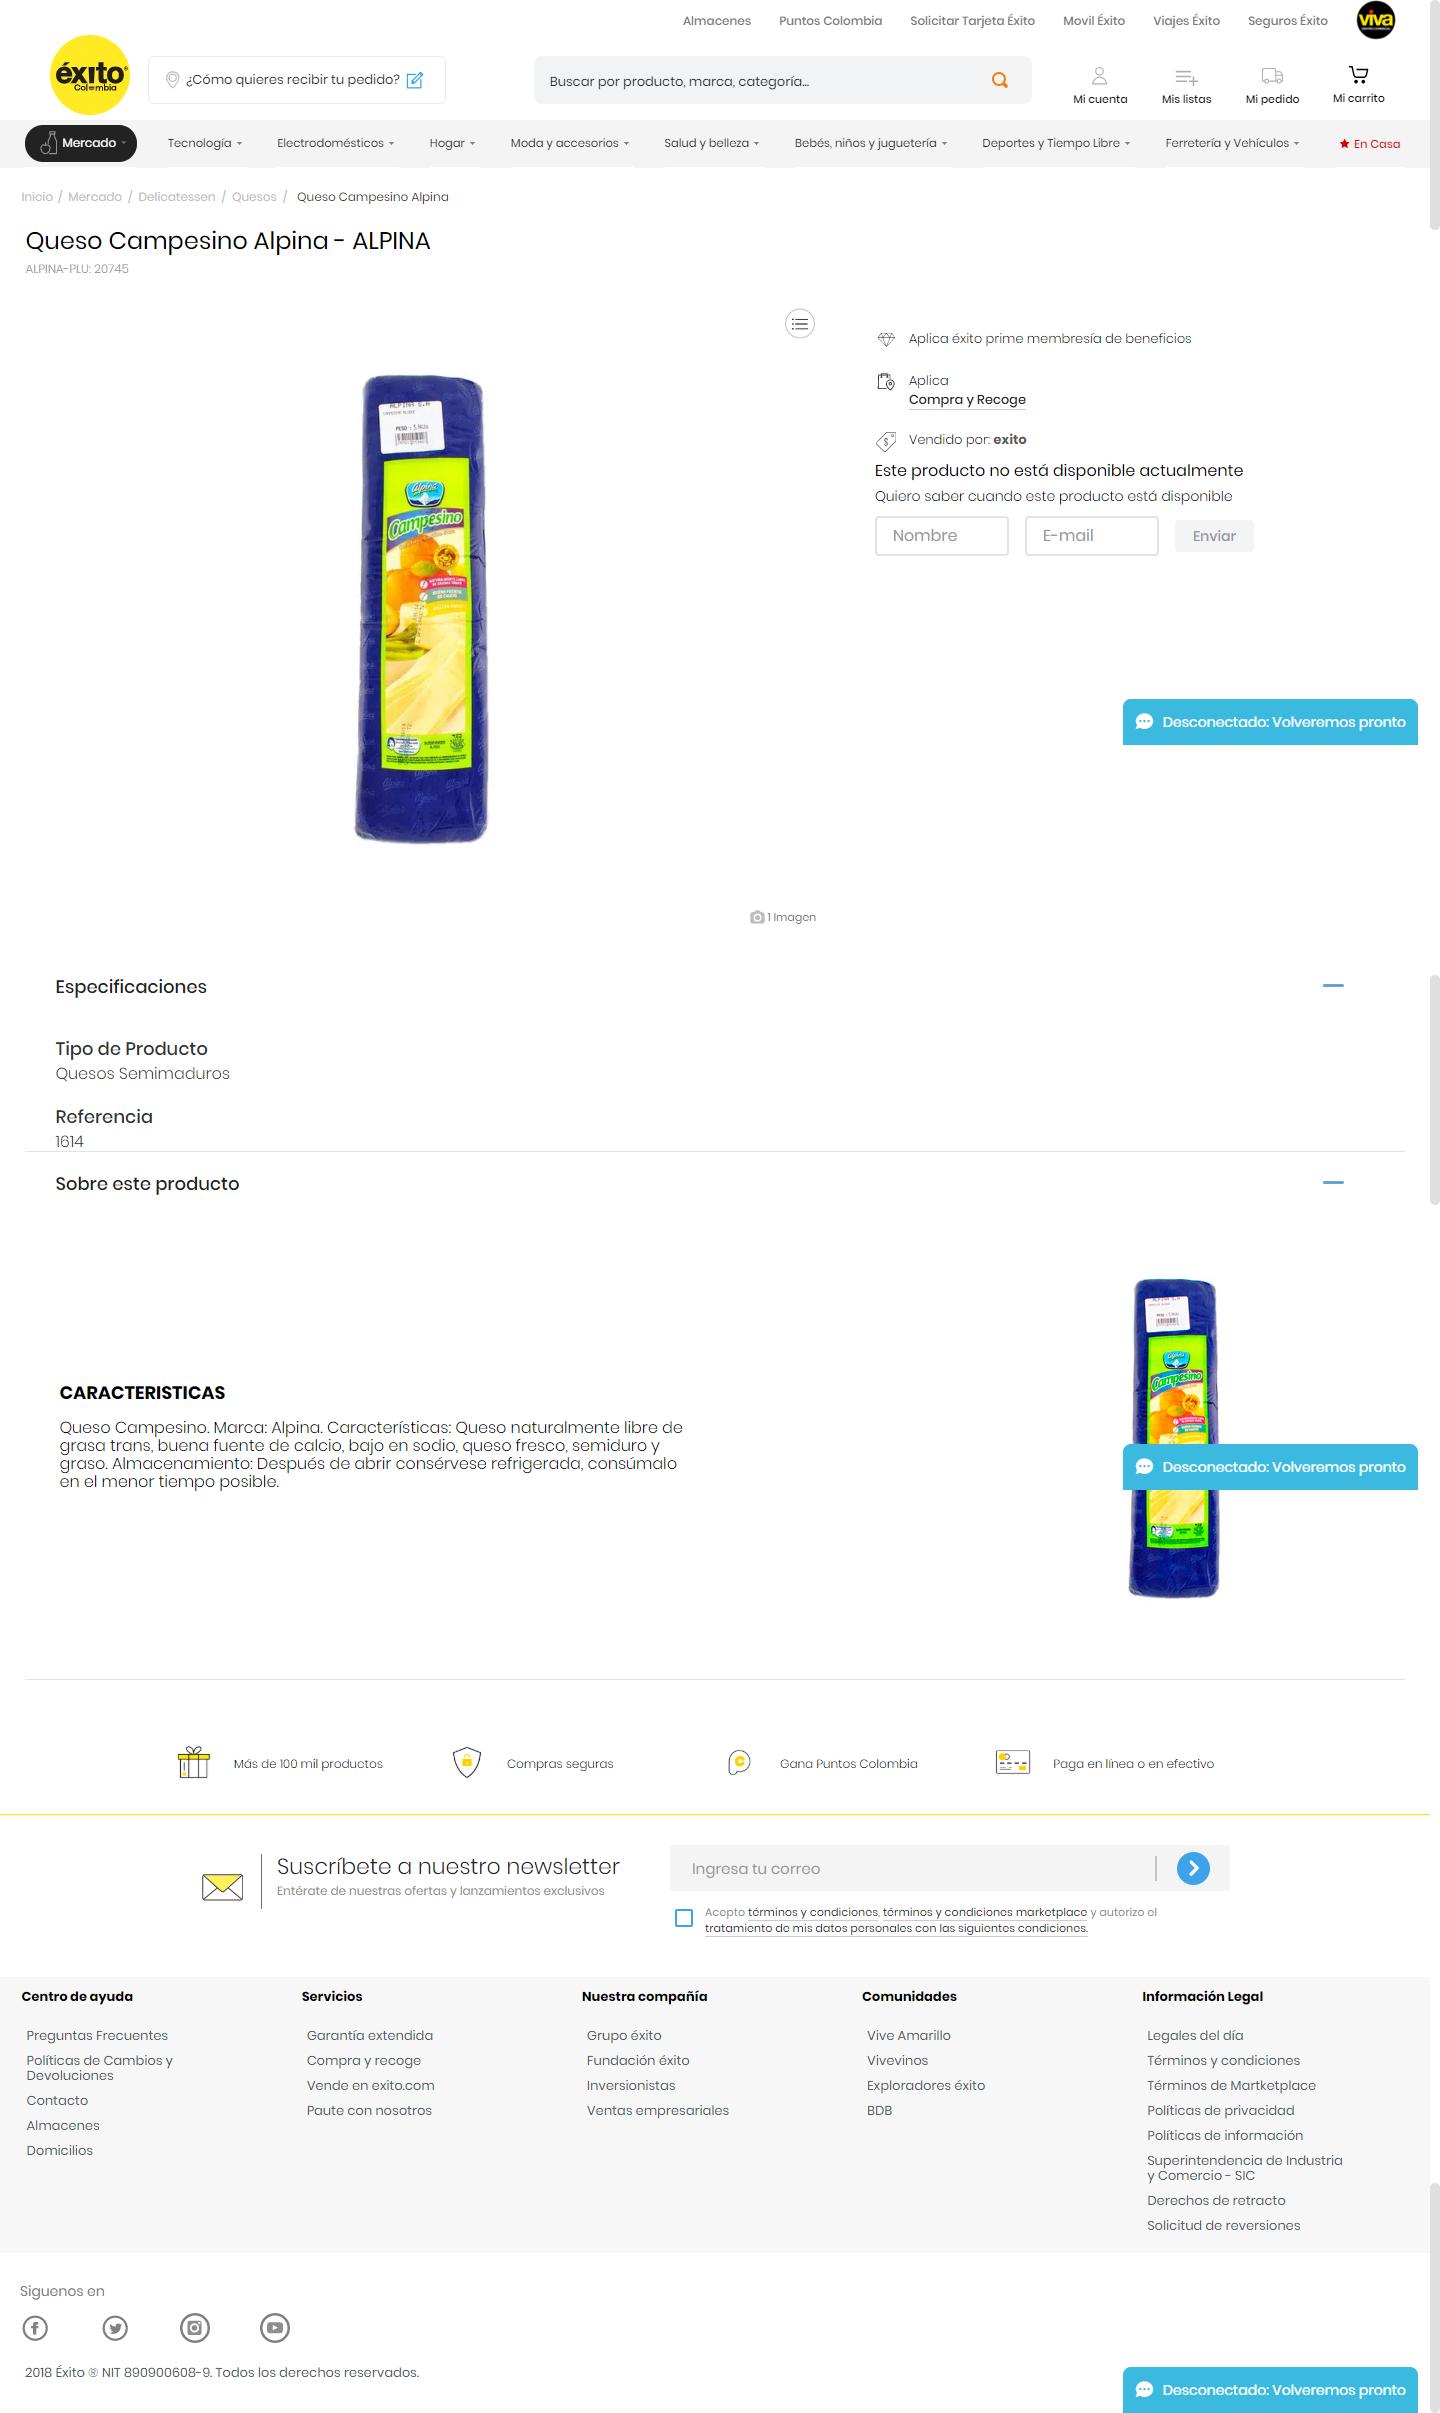 Almacenes Puntos Colombia Solicitar Tarjeta Éxito Movil Éxito Viajes Éxito Seguros Éxito viva
éxito
Colombia
¿Cómo quieres recibir tu pedido?
Buscar por producto, marca, categoría...
Mi cuenta Mis listas Mi pedido Mi carrito
Mercado Tecnología Electrodomésticos Hogar Moda y accesorios Salud y belleza Bebés, niños y juguetería Deportes y Tiempo Libre Ferretería y Vehículos En Casa
Inicio / Mercado / Delicatessen / Quesos / Queso Campesino Alpina
Queso Campesino Alpina - ALPINA
ALPINA-PLU: 20745
Aplica éxito prime membresía de beneficios
Aplica
Compra y Recoge
Vendido por: exito
Este producto no está disponible actualmente
Quiero saber cuando este producto está disponible
Nombre E-mail Enviar
ALPINA S.A
Alpina
Campesino
Desconectado: Volveremos pronto
1 Imagen
Especificaciones
Tipo de Producto
Quesos Semimaduros
Referencia
1614
Sobre este producto
CARACTERISTICAS
Queso Campesino. Marca: Alpina. Características: Queso naturalmente libre de
grasa trans, buena fuente de calcio, bajo en sodio, queso fresco, semiduro y
graso. Almacenamiento: Después de abrir consérvese refrigerada, consúmalo
en el menor tiempo posible.
Alpina
Campesino
Desconectado: Volveremos pronto
Más de 100 mil productos Compras seguras Gana Puntos Colombia Paga en línea o en efectivo
Suscríbete a nuestro newsletter
Entérate de nuestras ofertas y lanzamientos exclusivos
Ingresa tu correo
Acepto términos y condiciones, términos y condiciones marketplace y autorizo el
tratamiento de mis datos personales con las siguientes condiciones.
Centro de ayuda
Preguntas Frecuentes
Políticas de Cambios y
Devoluciones
Contacto
Almacenes
Domicilios
Servicios
Garantía extendida
Compra y recoge
Vende en exito.com
Paute con nosotros
Nuestra compañía
Grupo éxito
Fundación éxito
Inversionistas
Ventas empresariales
Comunidades
Vive Amarillo
Vivevinos
Exploradores éxito
BDB
Información Legal
Legales del día
Términos y condiciones
Términos de Martketplace
Políticas de privacidad
Políticas de información
Superintendencia de Industria
y Comercio - SIC
Derechos de retracto
Solicitud de reversiones
Siguenos en
2018 Éxito ® NIT 890900608-9. Todos los derechos reservados.
Desconectado: Volveremos pronto